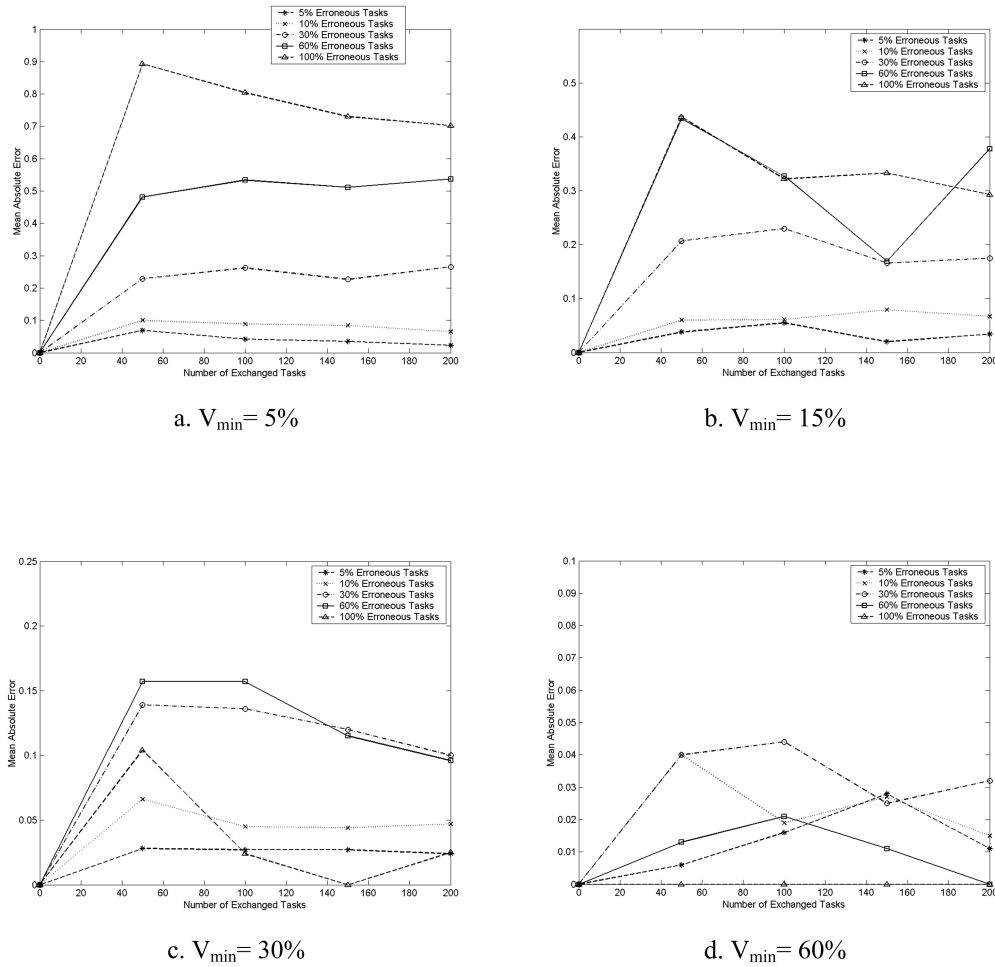 5% Erroneous Tasks
10% Erroneous Tasks
30% Erroneous Tasks
60% Erroneous Tasks
100% Erroneous Tasks
1
0.9
0.8
0.7
0.6
0.5
0.4
0.3
0.2
0.1
0
Mean Absolute Error
0 20 40 60 80 100 120 140 160 180 200
Number of Exchanged Tasks
a. Vmin= 5%
5% Erroneous Tasks
10% Erroneous Tasks
30% Erroneous Tasks
60% Erroneous Tasks
100% Erroneous Tasks
0.5
0.4
0.3
0.2
0.1
0
Mean Absolute Error
0 20 40 60 80 100 120 140 160 180 200
Number of Exchanged Tasks
b. Vmin= 15%
5% Erroneous Tasks
10% Erroneous Tasks
30% Erroneous Tasks
60% Erroneous Tasks
100% Erroneous Tasks
0.25
0.2
0.15
0.1
0.05
0
Mean Absolute Error
0 20 40 60 80 100 120 140 160 180 200
Number of Exchanged Tasks
c. Vmin= 30%
5% Erroneous Tasks
10% Erroneous Tasks
30% Erroneous Tasks
60% Erroneous Tasks
100% Erroneous Tasks
0.1
0.09
0.08
0.07
0.06
0.05
0.04
0.03
0.02
0.01
0
Mean Absolute Error
0 20 40 60 80 100 120 140 160 180 200
Number of Exchanged Tasks
d. Vmin= 60%